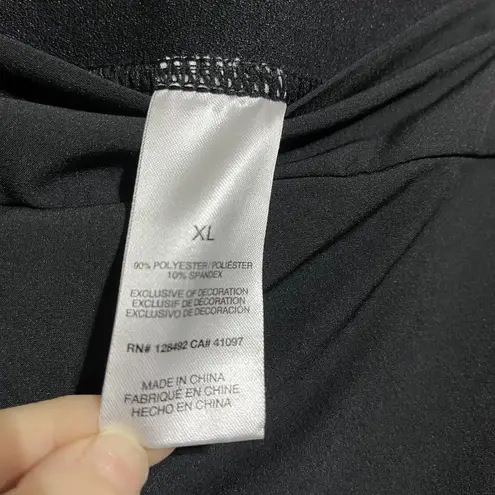 XL
90% POLYESTER/POLIÉSTER
10% SPANDEX
EXCLUSIVE OF DECORATION
EXCLUSIF DE DÉCORATION
EXCLUSIVO DE DECORACIÓN
RN# 128492 CA# 41097
MADE IN CHINA
FABRIQUÉ EN CHINE
HECHO EN CHINA